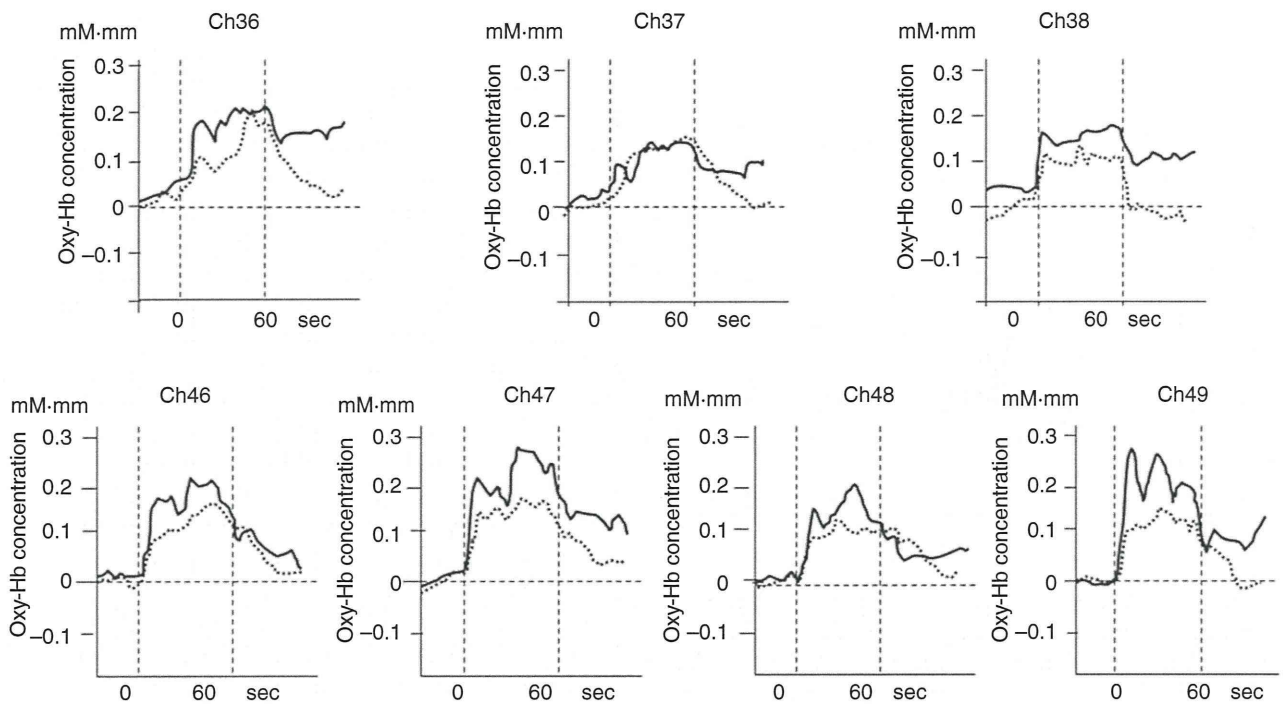 Ch36
mM·mm
Oxy-Hb concentration
0.3
0.2
0.1
0
–0.1
0 60 sec
Ch37
mM·mm
Oxy-Hb concentration
0.3
0.2
0.1
0
–0.1
0 60 sec
Ch38
mM·mm
Oxy-Hb concentration
0.3
0.2
0.1
0
–0.1
0 60 sec
Ch46
mM·mm
Oxy-Hb concentration
0.3
0.2
0.1
0
–0.1
0 60 sec
Ch47
mM·mm
Oxy-Hb concentration
0.3
0.2
0.1
0
–0.1
0 60 sec
Ch48
mM·mm
Oxy-Hb concentration
0.3
0.2
0.1
0
–0.1
0 60 sec
Ch49
mM·mm
Oxy-Hb concentration
0.3
0.2
0.1
0
–0.1
0 60 sec